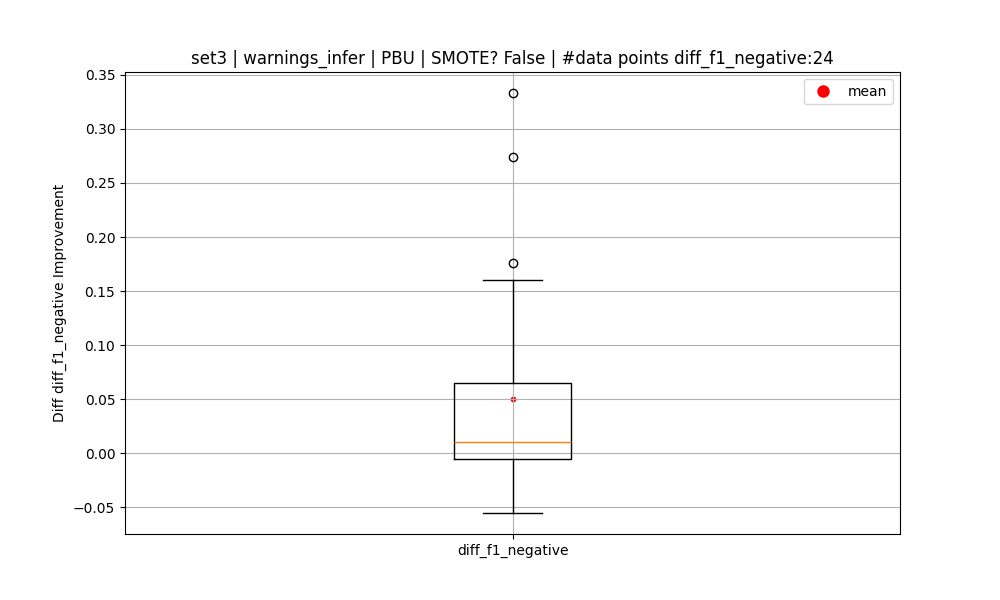 set3 | warnings_infer | PBU | SMOTE? False | #data points diff_f1_negative:24
mean
0.35
0.30
0.25
0.20
0.15
0.10
0.05
0.00
−0.05
Diff diff_f1_negative Improvement
diff_f1_negative